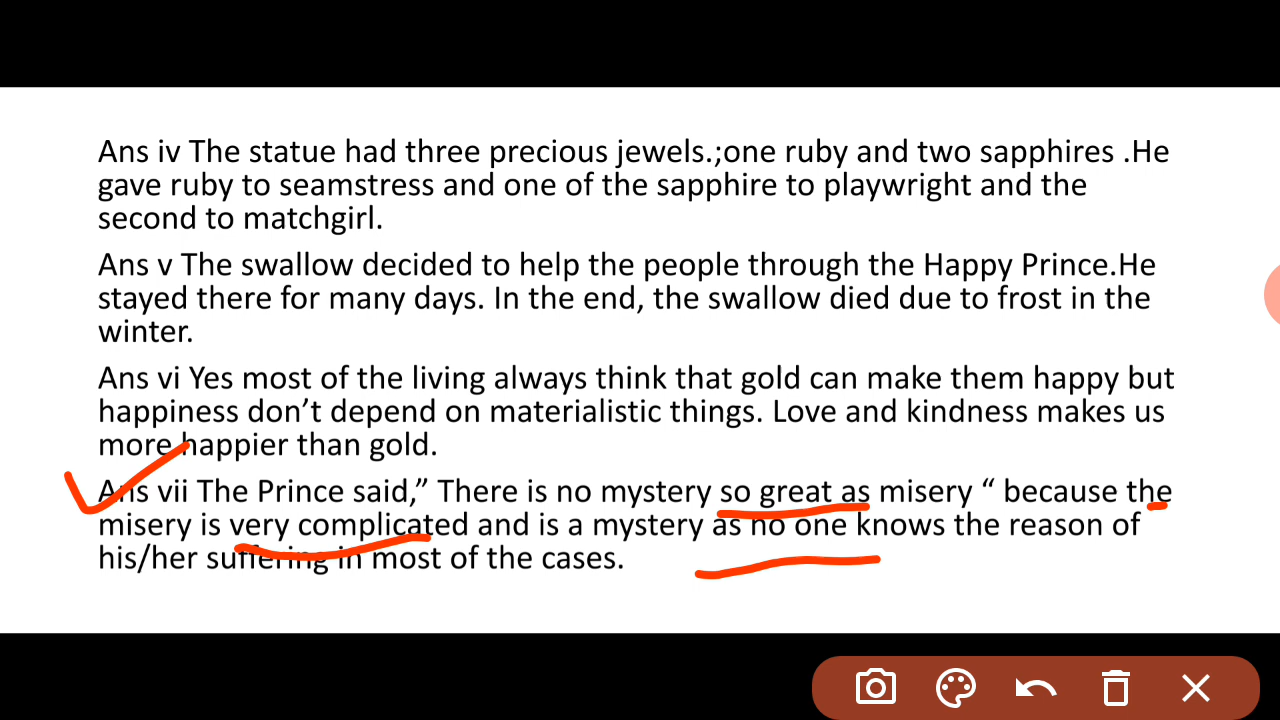 Ans iv The statue had three precious jewels.;one ruby and two sapphires .He
gave ruby to seamstress and one of the sapphire to playwright and the
second to matchgirl.
Ans v The swallow decided to help the people through the Happy Prince.He
stayed there for many days. In the end, the swallow died due to frost in the
winter.
Ans vi Yes most of the living always think that gold can make them happy but
happiness don’t depend on materialistic things. Love and kindness makes us
more happier than gold.
Ans vii The Prince said,” There is no mystery so great as misery “ because the
misery is very complicated and is a mystery as no one knows the reason of
his/her suffering in most of the cases.